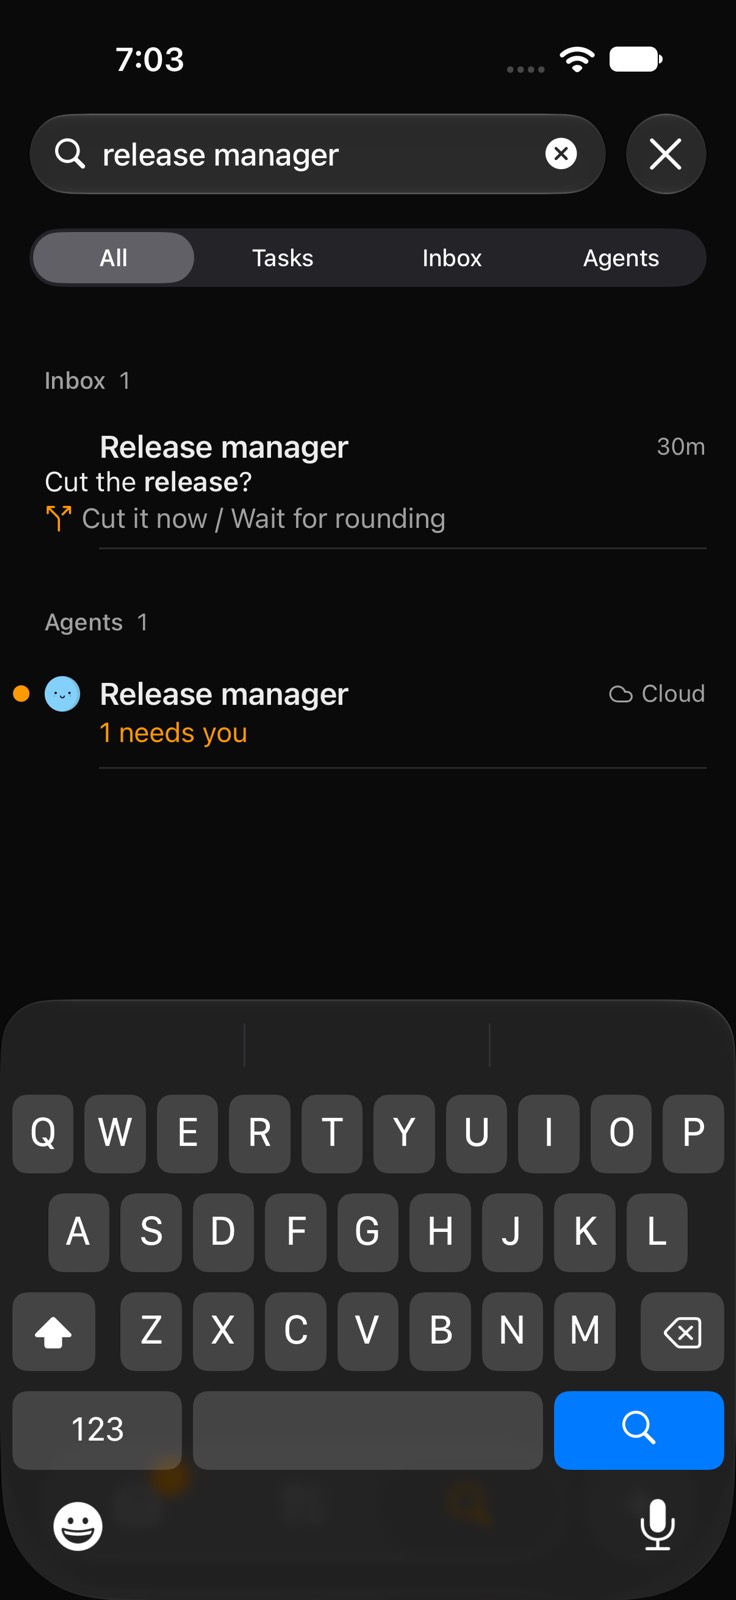 7:03
release manager
All Tasks Inbox Agents
Inbox 1
Release manager 30m
Cut the release?
Cut it now / Wait for rounding
Agents 1
Release manager Cloud
1 needs you
Q W E R T Y U I O P
A S D F G H J K L
Z X C V B N M
123